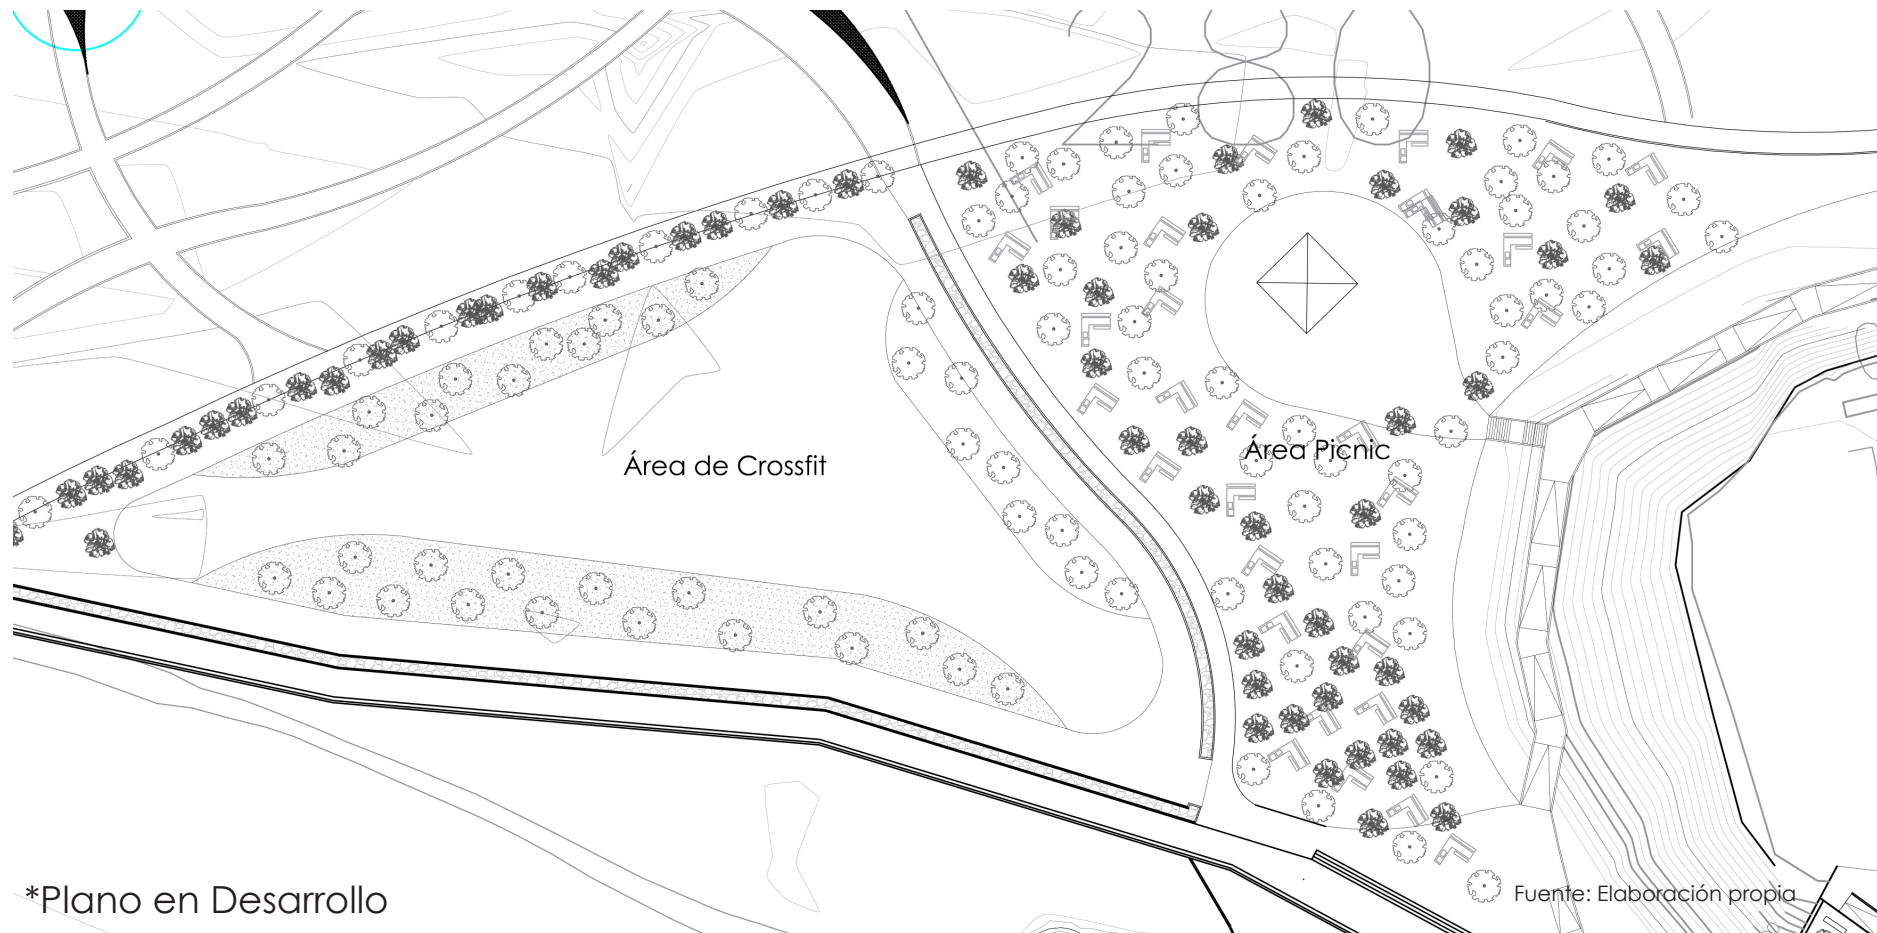 Área de Crossfit
Área Picnic
*Plano en Desarrollo
Fuente: Elaboración propia